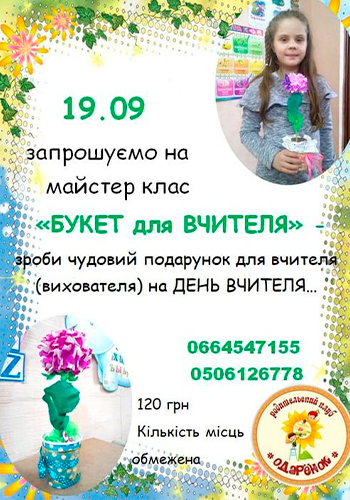 19.09
запрошуємо на
майстер клас
«БУКЕТ для ВЧИТЕЛЯ» -
зроби чудовий подарунок для вчителя
(вихователя) на ДЕНЬ ВЧИТЕЛЯ...
0664547155
0506126778
120 грн
Кількість місць
обмежена
родительский клуб
ОДАРЁНОК